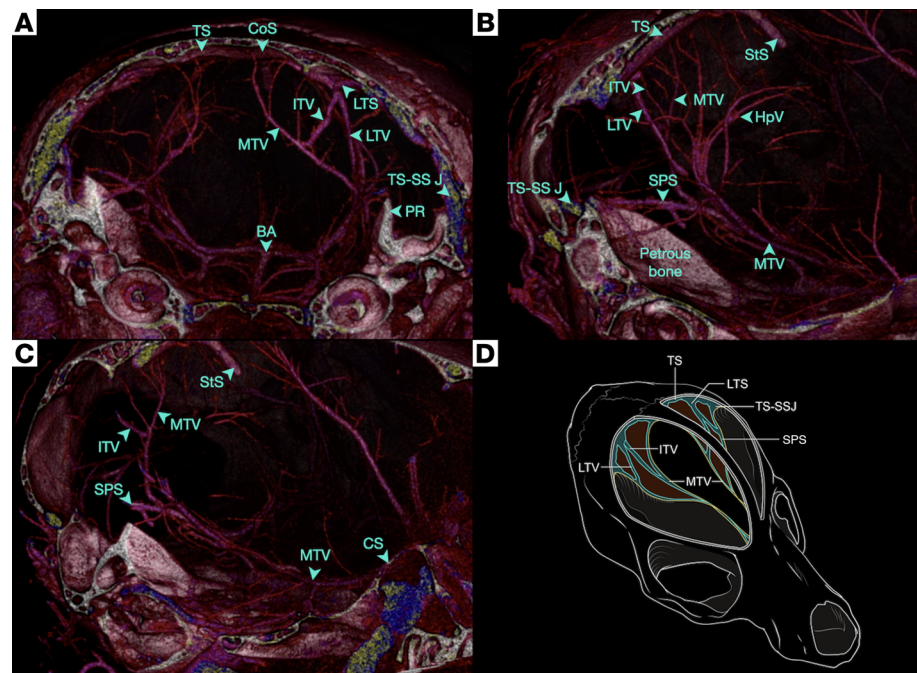 A
TS
CoS
ITV
LTS
MTV
LTV
TS-SS J
PR
BA
B
TS
StS
ITV
MTV
LTV
HpV
TS-SS J
SPS
Petrous
bone
MTV
C
StS
MTV
ITV
SPS
MTV
CS
D
TS
LTS
TS-SSJ
SPS
ITV
LTV
MTV